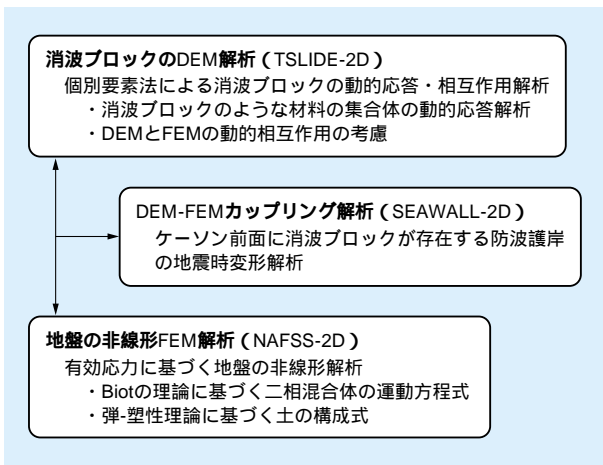 消波ブロックのDEM解析（TSLIDE-2D）
個別要素法による消波ブロックの動的応答・相互作用解析
・消波ブロックのような材料の集合体の動的応答解析
・DEMとFEMの動的相互作用の考慮
DEM-FEMカップリング解析（SEAWALL-2D）
ケーソン前面に消波ブロックが存在する防波護岸
の地震時変形解析
地盤の非線形FEM解析（NAFSS-2D）
有効応力に基づく地盤の非線形解析
・Biotの理論に基づく二相混合体の運動方程式
・弾-塑性理論に基づく土の構成式